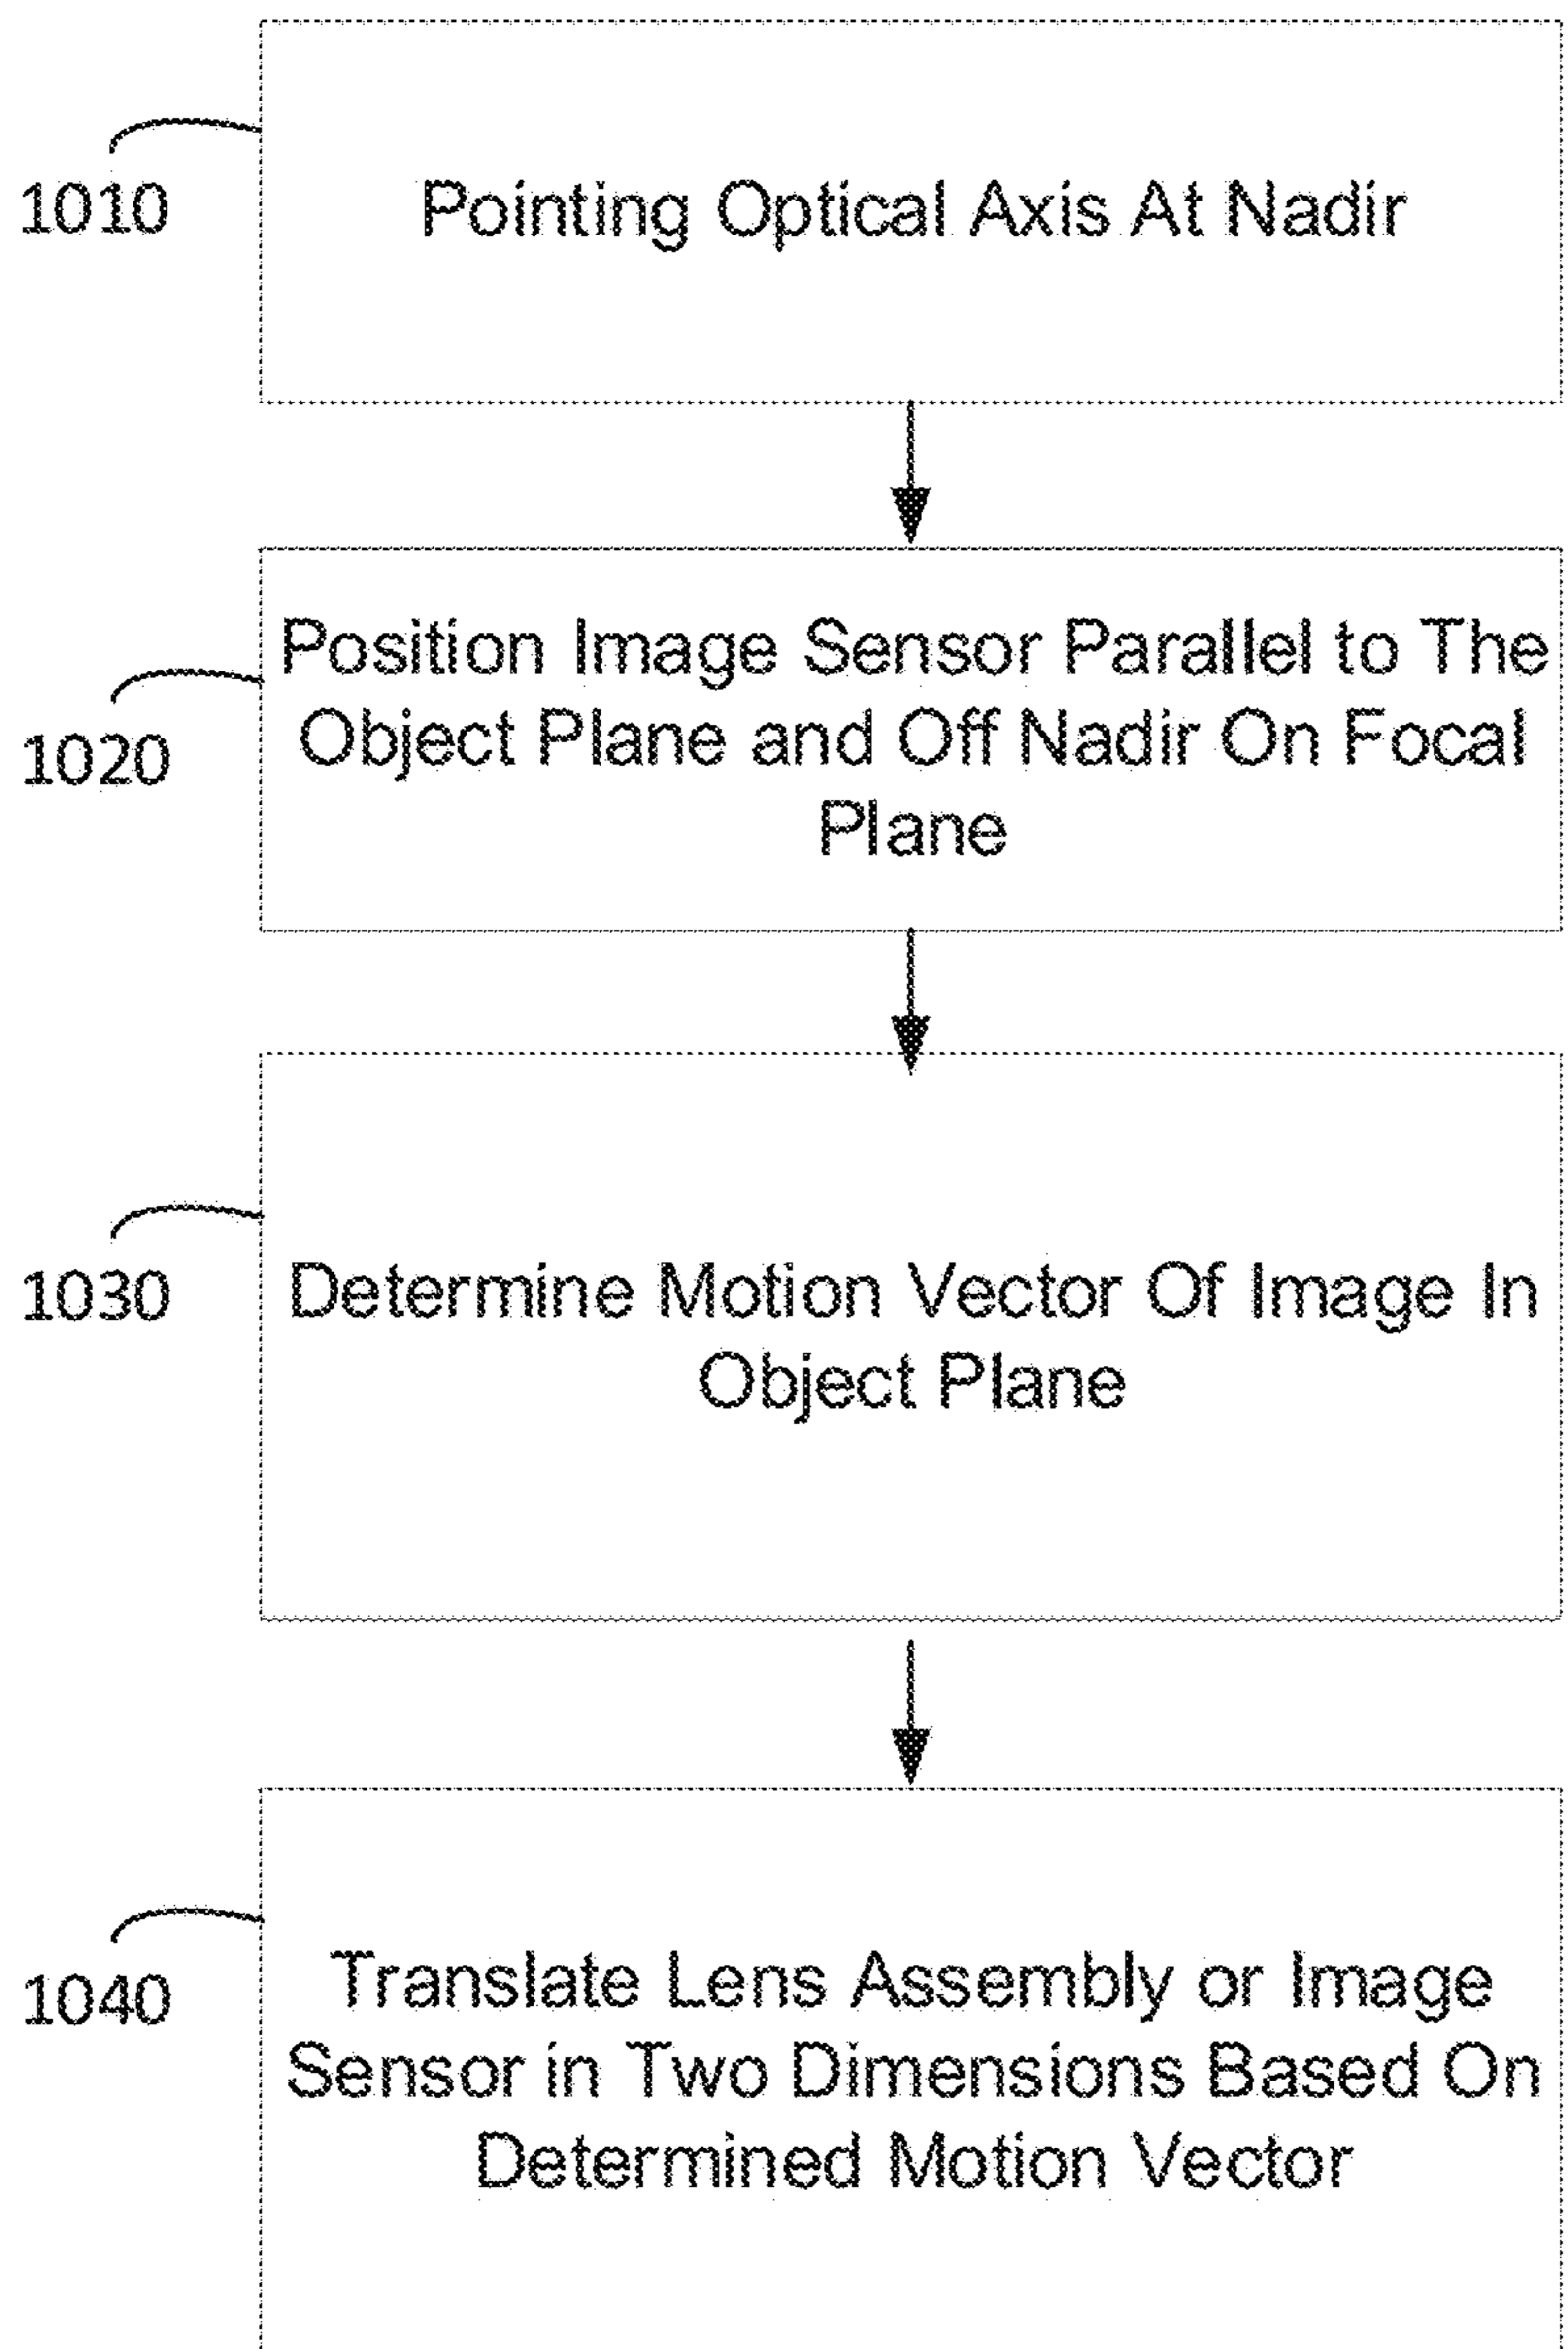 1010
Pointing Optical Axis At Nadir
1020
Position Image Sensor Parallel to The
Object Plane and Off Nadir On Focal
Plane
1030
Determine Motion Vector Of Image In
Object Plane
1040
Translate Lens Assembly or Image
Sensor in Two Dimensions Based On
Determined Motion Vector